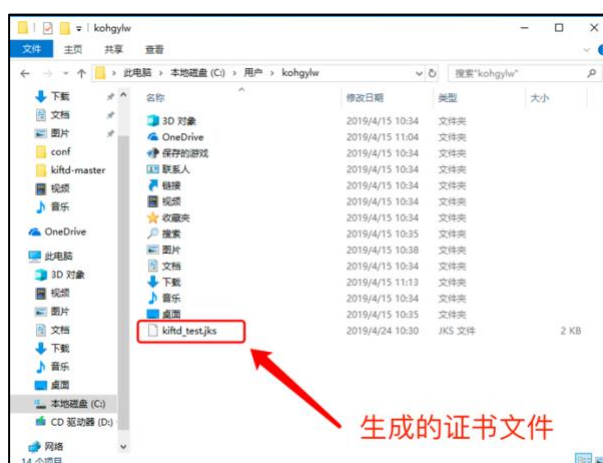 kohgylw
文件 主页 共享 查看
此电脑 > 本地磁盘 (C:) > 用户 > kohgylw
搜索"kohgylw"
名称 修改日期 类型 大小
下载
文档
图片
conf
kiftd-master
视频
音乐
OneDrive
此电脑
3D 对象
视频
图片
文档
下载
音乐
桌面
本地磁盘 (C:)
CD 驱动器 (D:)
网络
3D 对象 2019/4/15 10:34 文件夹
OneDrive 2019/4/15 11:04 文件夹
保存的游戏 2019/4/15 10:34 文件夹
联系人 2019/4/15 10:34 文件夹
链接 2019/4/15 10:34 文件夹
视频 2019/4/15 10:34 文件夹
收藏夹 2019/4/15 10:34 文件夹
搜索 2019/4/15 10:35 文件夹
图片 2019/4/15 10:38 文件夹
文档 2019/4/15 10:34 文件夹
下载 2019/4/15 11:13 文件夹
音乐 2019/4/15 10:34 文件夹
桌面 2019/4/15 10:35 文件夹
kiftd_test.jks 2019/4/24 10:30 JKS 文件 2 KB
生成的证书文件
14 个项目